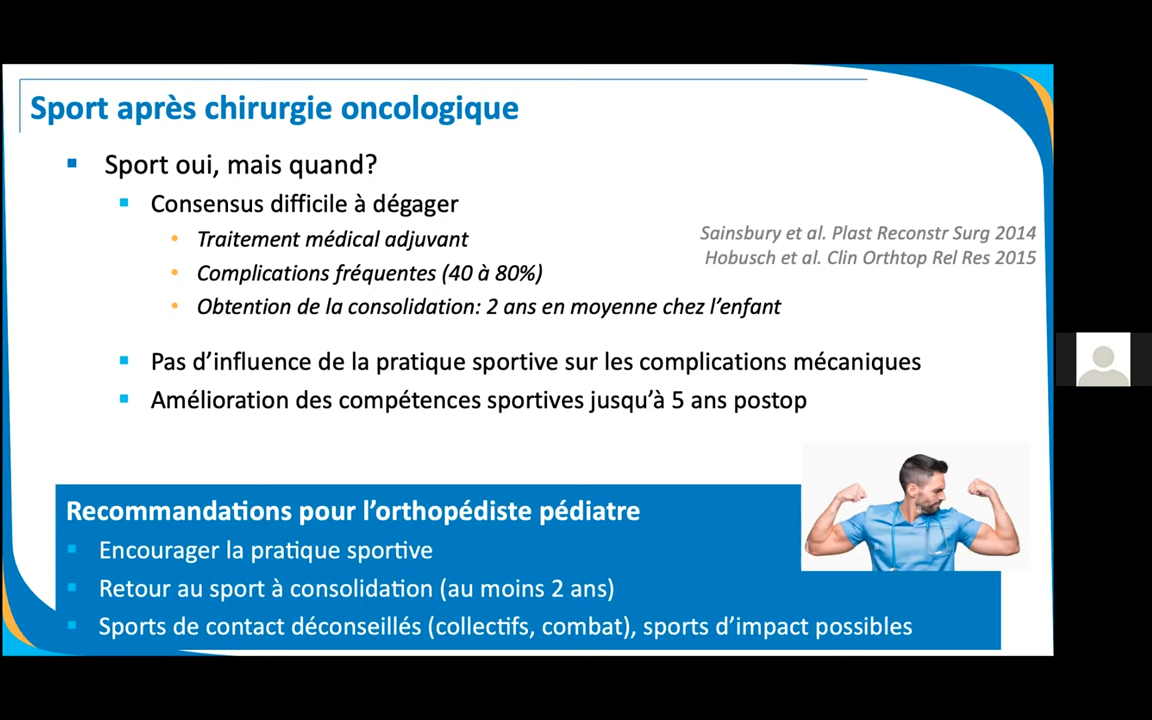 Sport après chirurgie oncologique
Sport oui, mais quand?
Consensus difficile à dégager
Traitement médical adjuvant
Complications fréquentes (40 à 80%)
Obtention de la consolidation: 2 ans en moyenne chez l'enfant
Sainsbury et al. Plast Reconstr Surg 2014
Hobusch et al. Clin Orthtop Rel Res 2015
Pas d'influence de la pratique sportive sur les complications mécaniques
Amélioration des compétences sportives jusqu'à 5 ans postop
Recommandations pour l'orthopédiste pédiatre
Encourager la pratique sportive
Retour au sport à consolidation (au moins 2 ans)
Sports de contact déconseillés (collectifs, combat), sports d'impact possibles